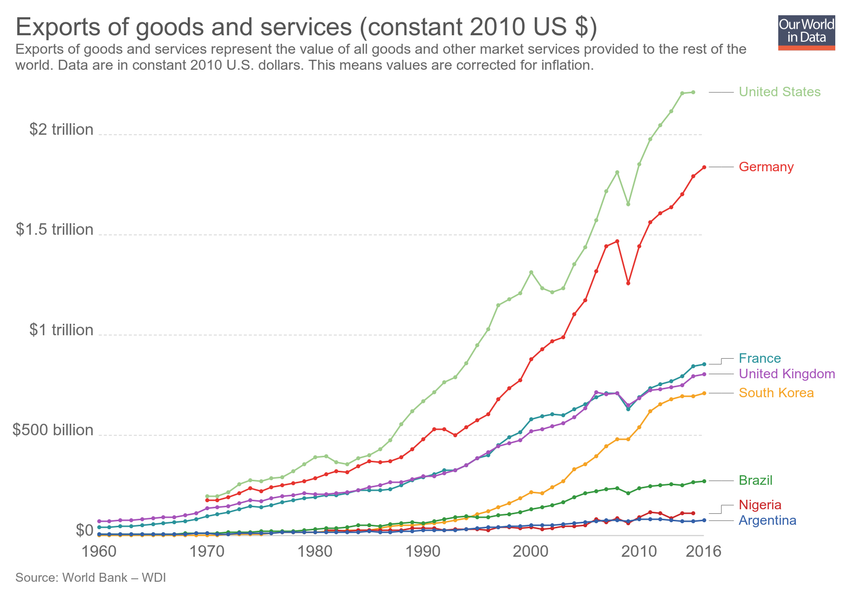 Exports of goods and services (constant 2010 US $)
Our World
in Data
Exports of goods and services represent the value of all goods and other market services provided to the rest of the
world. Data are in constant 2010 U.S. dollars. This means values are corrected for inflation.
United States
$2 trillion
Germany
$1.5 trillion
$1 trillion
France
United Kingdom
South Korea
$500 billion
Brazil
Nigeria
Argentina
$0
1960 1970 1980 1990 2000 2010 2016
Source: World Bank – WDI